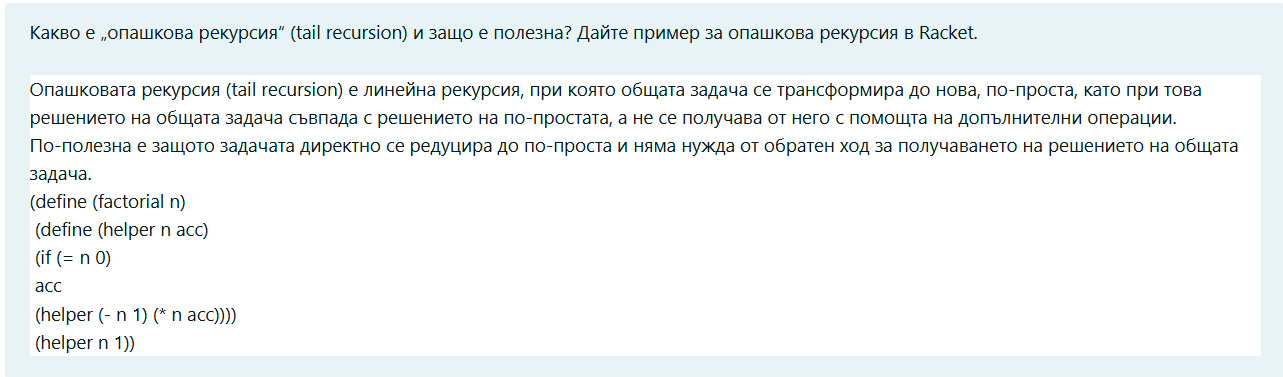 Какво е „опашкова рекурсия“ (tail recursion) и защо е полезна? Дайте пример за опашкова рекурсия в Racket.
Опашковата рекурсия (tail recursion) е линейна рекурсия, при която общата задача се трансформира до нова, по-проста, като при това
решението на общата задача съвпада с решението на по-простата, а не се получава от него с помощта на допълнителни операции.
По-полезна е защото задачата директно се редуцира до по-проста и няма нужда от обратен ход за получаването на решението на общата
задача.
(define (factorial n)
(define (helper n acc)
(if (= n 0)
acc
(helper (- n 1) (* n acc))))
(helper n 1))